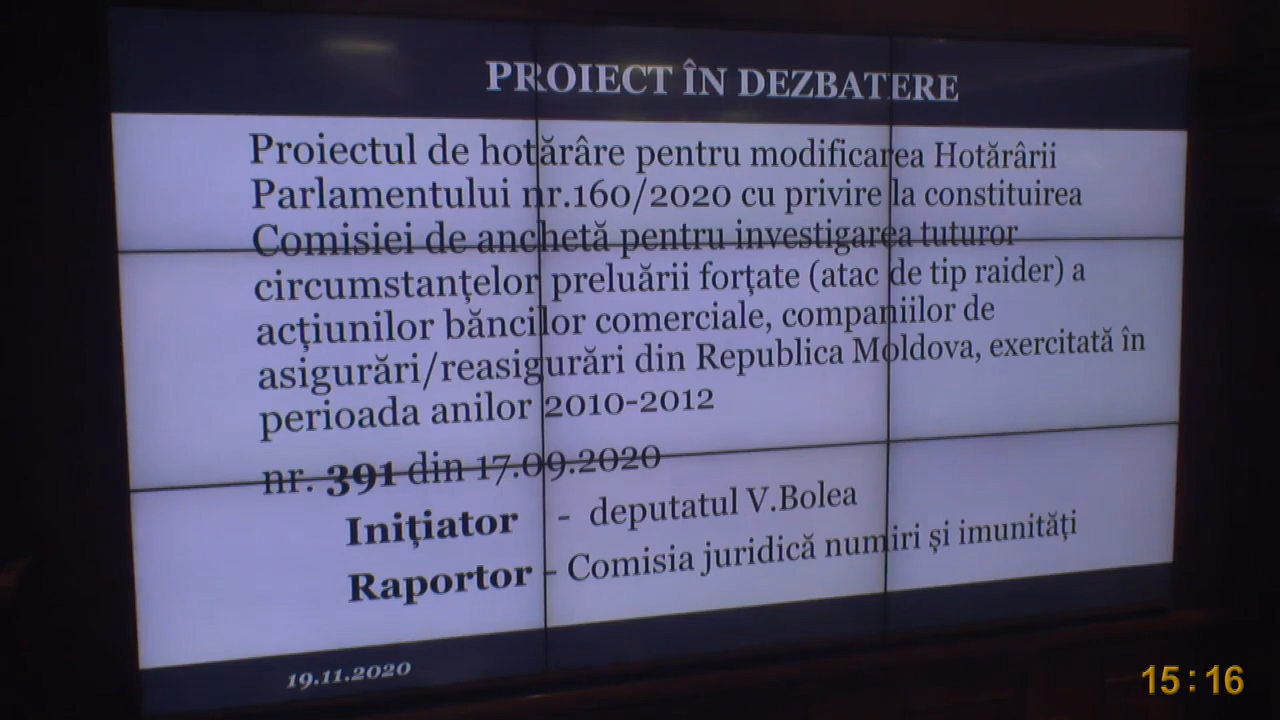 PROIECT ÎN DEZBATERE
Proiectul de hotărâre pentru modificarea Hotărârii
Parlamentului nr.160/2020 cu privire la constituirea
Comisiei de anchetă pentru investigarea tuturor
circumstanțelor preluării forțate (atac de tip raider) a
acțiunilor băncilor comerciale, companiilor de
asigurări/reasigurări din Republica Moldova, exercitată în
perioada anilor 2010-2012
nr. 391 din 17.09.2020
Inițiator - deputatul V.Bolea
Raportor - Comisia juridică numiri și imunități
19.11.2020
15:16